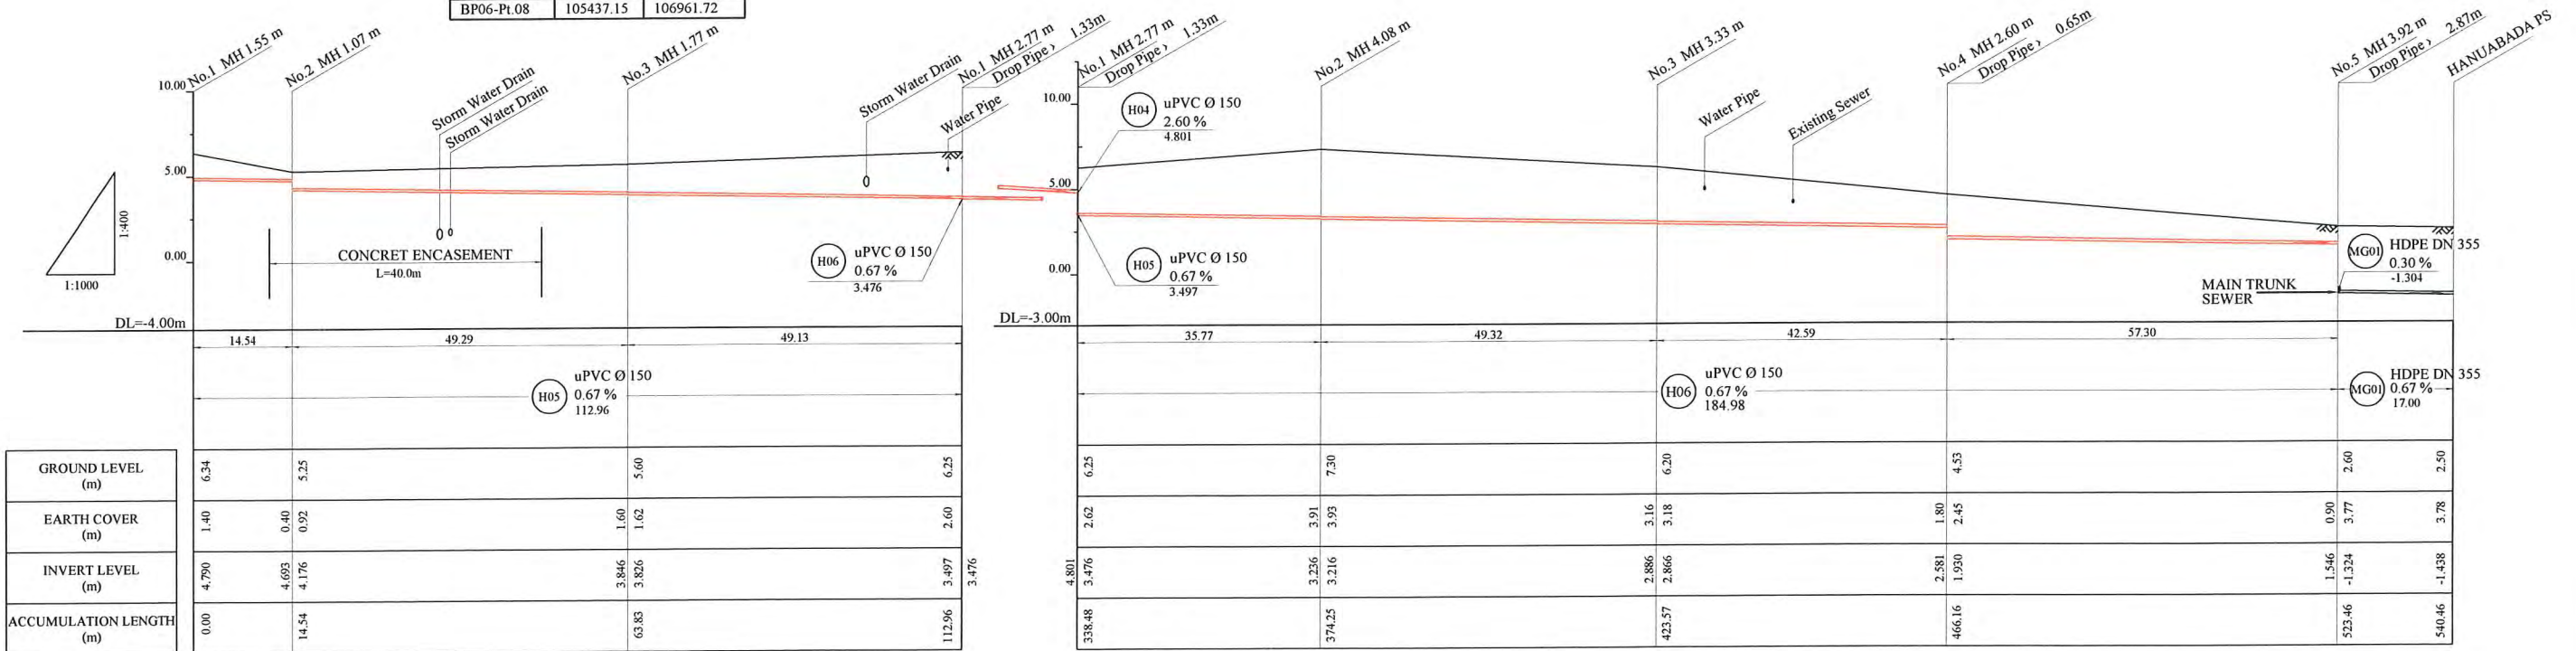 BP06-Pt.08 105437.15 106961.72
No.1 MH 1.55 m
No.2 MH 1.07 m
Storm Water Drain
Storm Water Drain
No.3 MH 1.77 m
Storm Water Drain
No.1 MH 2.77 m
Drop Pipe, 1.33m
Water Pipe
10.00
5.00
0.00
1:400
1:1000
CONCRET ENCASEMENT
L=40.0m
H06 uPVC Ø 150
0.67 %
3.476
DL=-4.00m
14.54 49.29 49.13
H05 uPVC Ø 150
0.67 %
112.96
No.1 MH 2.77 m
Drop Pipe, 1.33m
No.2 MH 4.08 m
No.3 MH 3.33 m
Water Pipe
Existing Sewer
No.4 MH 2.60 m
Drop Pipe, 0.65m
No.5 MH 3.92 m
Drop Pipe, 2.87m
HANUABADA PS
10.00
5.00
0.00
H04 uPVC Ø 150
2.60 %
4.801
H05 uPVC Ø 150
0.67 %
3.497
MG01 HDPE DN 355
0.30 %
-1.304
MAIN TRUNK
SEWER
DL=-3.00m
35.77 49.32 42.59 57.30
H06 uPVC Ø 150
0.67 %
184.98
MG01 HDPE DN 355
0.67 %
17.00
GROUND LEVEL
(m)
6.34 5.25 5.60 6.25 6.25 7.30 6.20 4.53 2.60 2.50
EARTH COVER
(m)
1.40 0.40 0.92 1.60 1.62 2.60 2.62 3.91 3.93 3.16 3.18 1.80 2.45 0.90 3.77 3.78
INVERT LEVEL
(m)
4.790 4.693 4.176 3.846 3.826 3.497 3.476 4.801 3.476 3.236 3.216 2.886 2.866 2.581 1.930 1.546 -1.324 -1.438
ACCUMULATION LENGTH
(m)
0.00 14.54 63.83 112.96 338.48 374.25 423.57 466.16 523.46 540.46